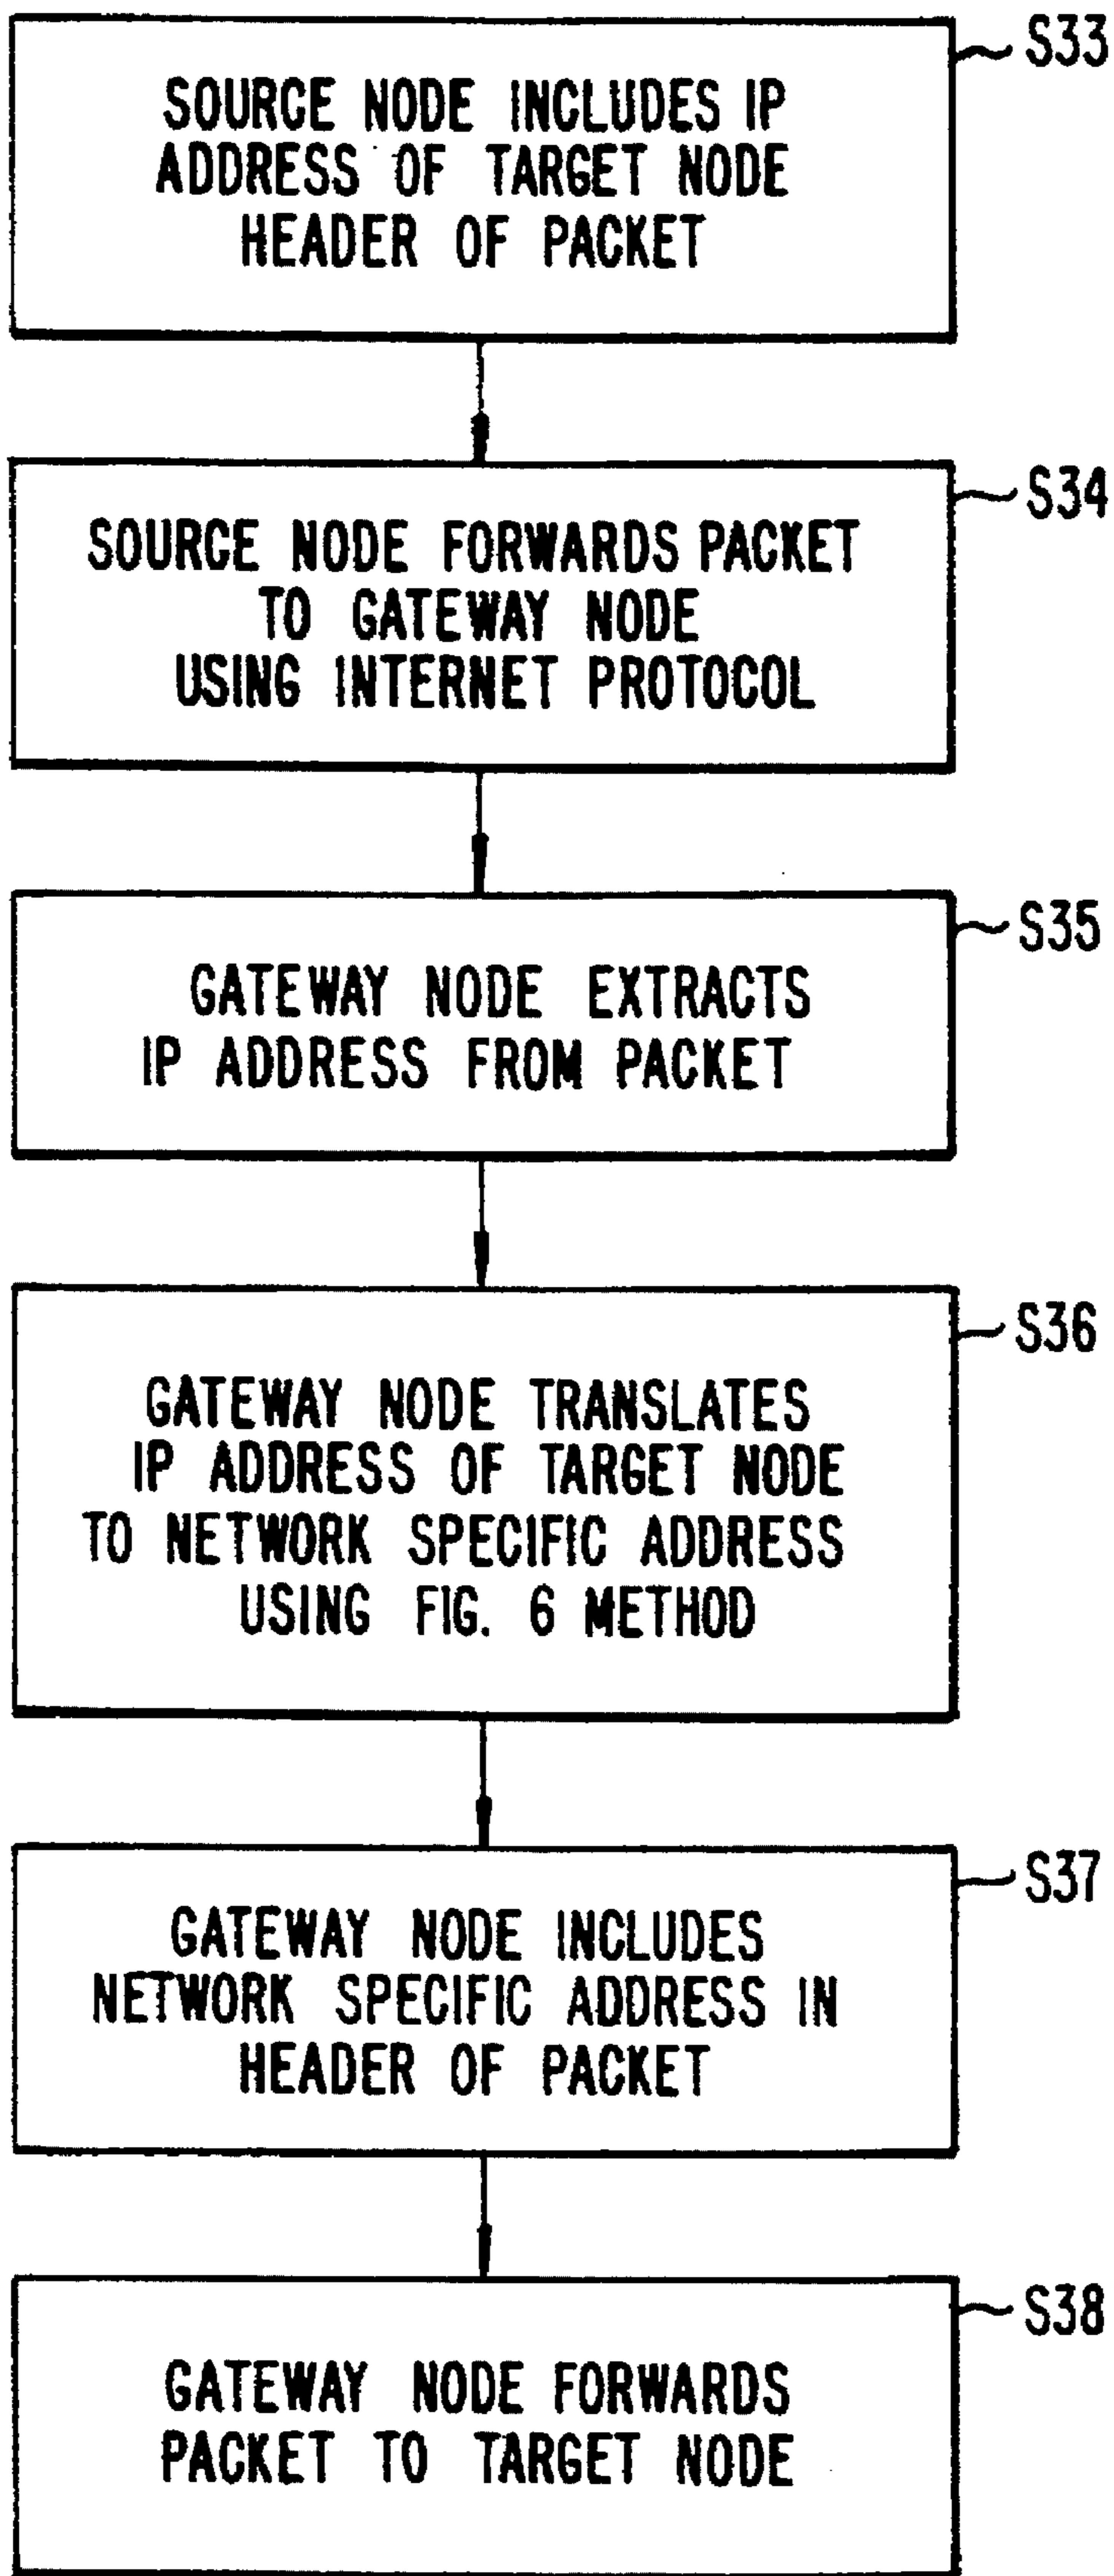 S33
SOURCE NODE INCLUDES IP
ADDRESS OF TARGET NODE
HEADER OF PACKET
S34
SOURCE NODE FORWARDS PACKET
TO GATEWAY NODE
USING INTERNET PROTOCOL
S35
GATEWAY NODE EXTRACTS
IP ADDRESS FROM PACKET
S36
GATEWAY NODE TRANSLATES
IP ADDRESS OF TARGET NODE
TO NETWORK SPECIFIC ADDRESS
USING FIG. 6 METHOD
S37
GATEWAY NODE INCLUDES
NETWORK SPECIFIC ADDRESS IN
HEADER OF PACKET
S38
GATEWAY NODE FORWARDS
PACKET TO TARGET NODE